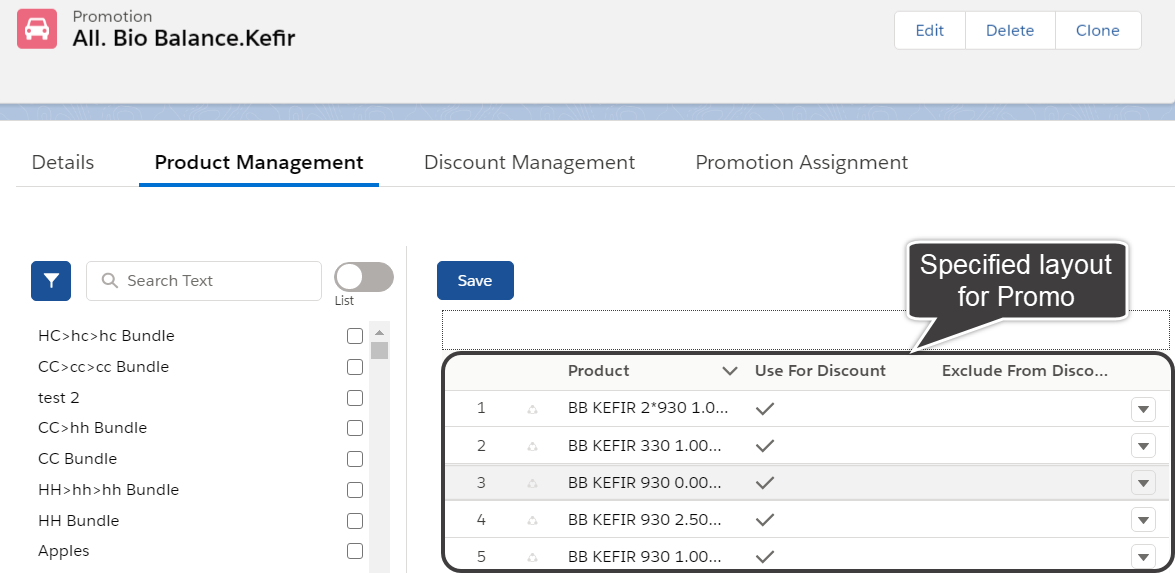 Promotion
All. Bio Balance.Kefir
Edit
Delete
Clone
Details
Product Management
Discount Management
Promotion Assignment
Search Text
List
HC>hc>hc Bundle
CC>cc>cc Bundle
test 2
CC>hh Bundle
CC Bundle
HH>hh>hh Bundle
HH Bundle
Apples
Save
Specified layout
for Promo
Product Use For Discount Exclude From Disco...
1 BB KEFIR 2*930 1.0...
2 BB KEFIR 330 1.00...
3 BB KEFIR 930 0.00...
4 BB KEFIR 930 2.50...
5 BB KEFIR 930 1.00...